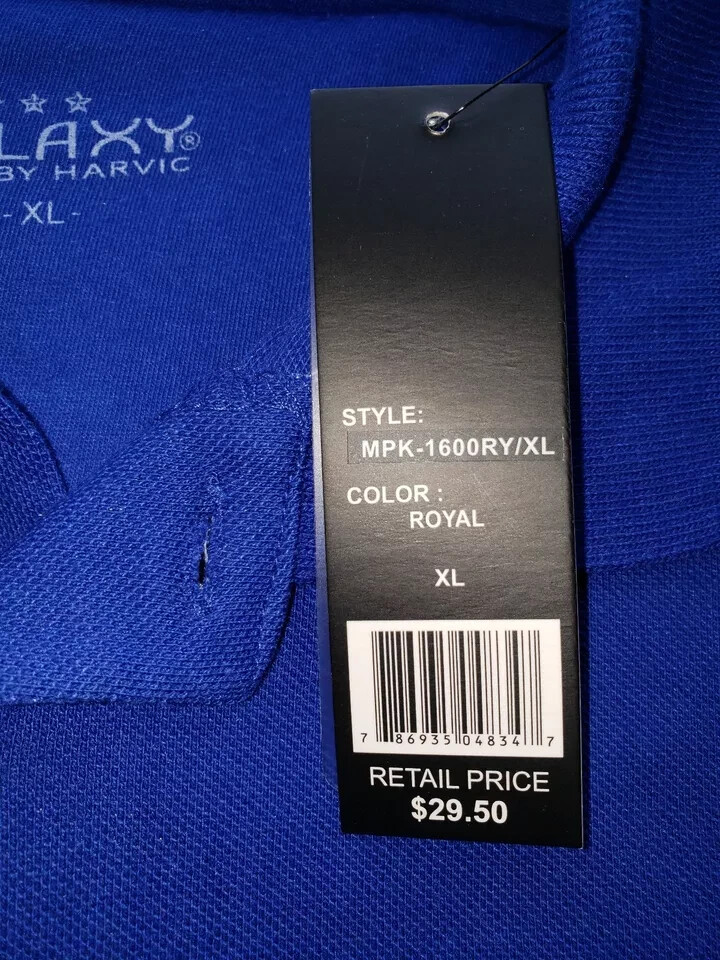 LAXY®
BY HARVIC
- XL -
STYLE:
MPK-1600RY/XL
COLOR :
ROYAL
XL
7 86935 04834 7
RETAIL PRICE
$29.50